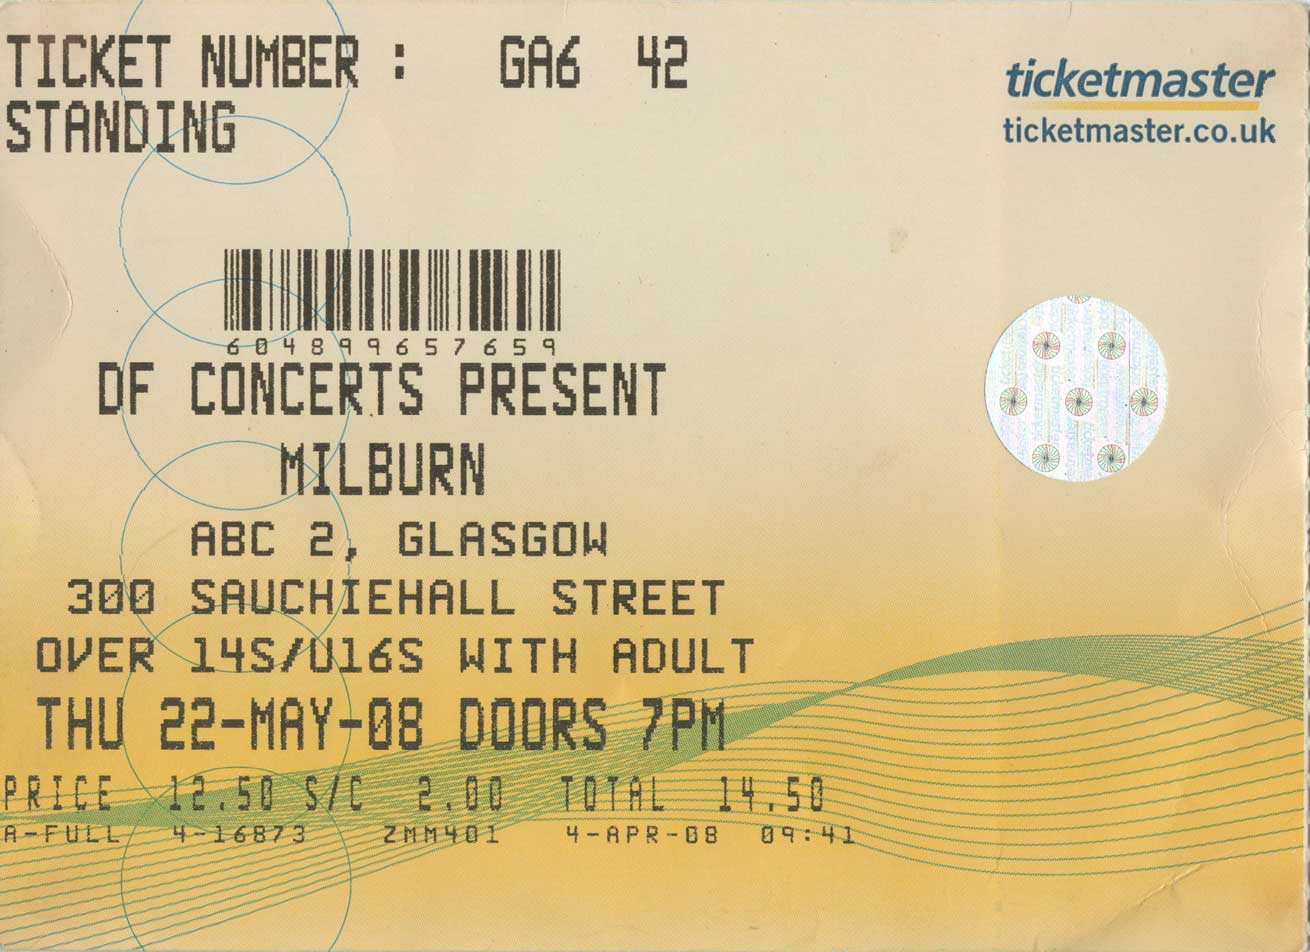 TICKET NUMBER : GA6 42
STANDING
ticketmaster
ticketmaster.co.uk
604899657659
DF CONCERTS PRESENT
MILBURN
ABC 2, GLASGOW
300 SAUCHIEHALL STREET
OVER 14S/U16S WITH ADULT
THU 22-MAY-08 DOORS 7PM
PRICE 12.50 S/C 2.00 TOTAL 14.50
A-FULL 4-16873 ZMM401 4-APR-08 09:41